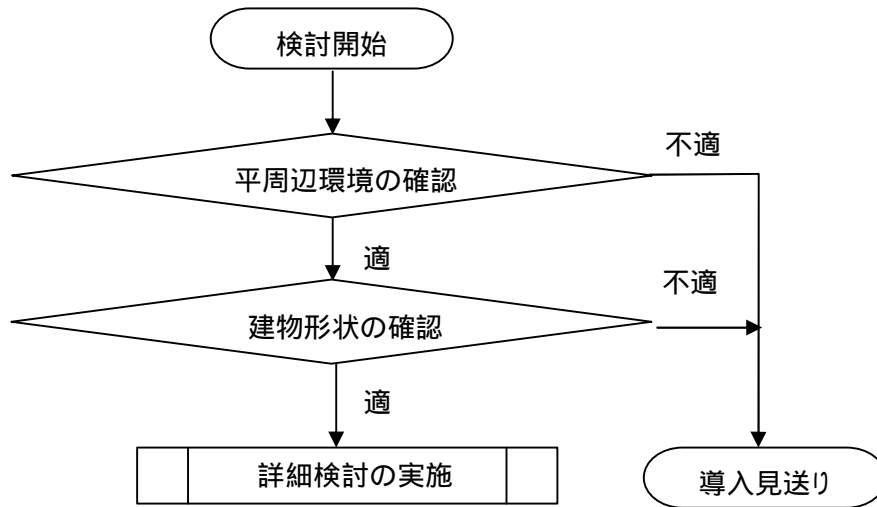 検討開始
不適
平周辺環境の確認
適
不適
建物形状の確認
適
詳細検討の実施
導入見送り